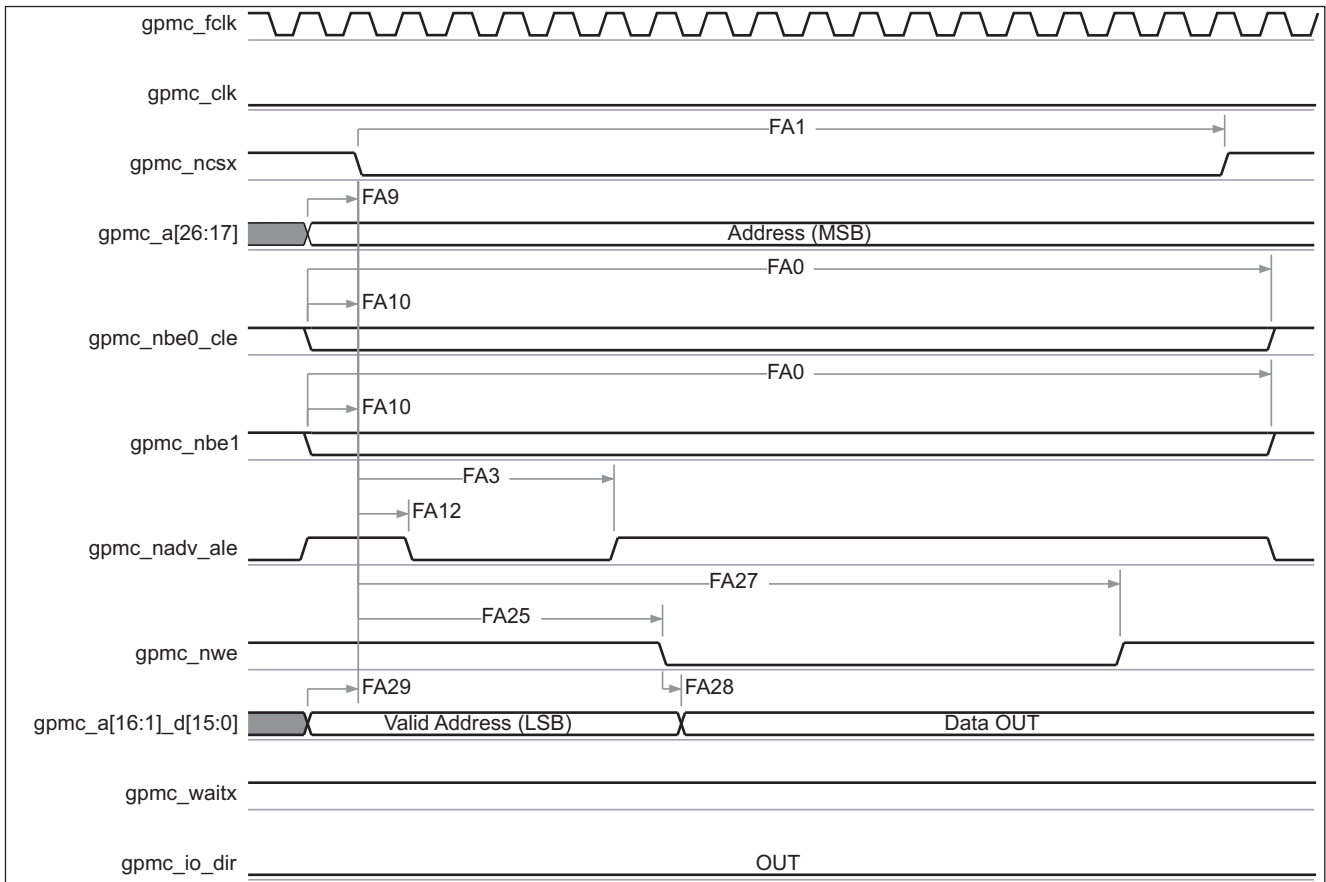 gpmc_fclk
gpmc_clk
FA1
gpmc_ncsx
FA9
gpmc_a[26:17]
Address (MSB)
FA0
FA10
gpmc_nbe0_cle
FA0
FA10
gpmc_nbe1
FA3
FA12
gpmc_nadv_ale
FA27
FA25
gpmc_nwe
FA29
FA28
gpmc_a[16:1]_d[15:0]
Valid Address (LSB)
Data OUT
gpmc_waitx
gpmc_io_dir
OUT